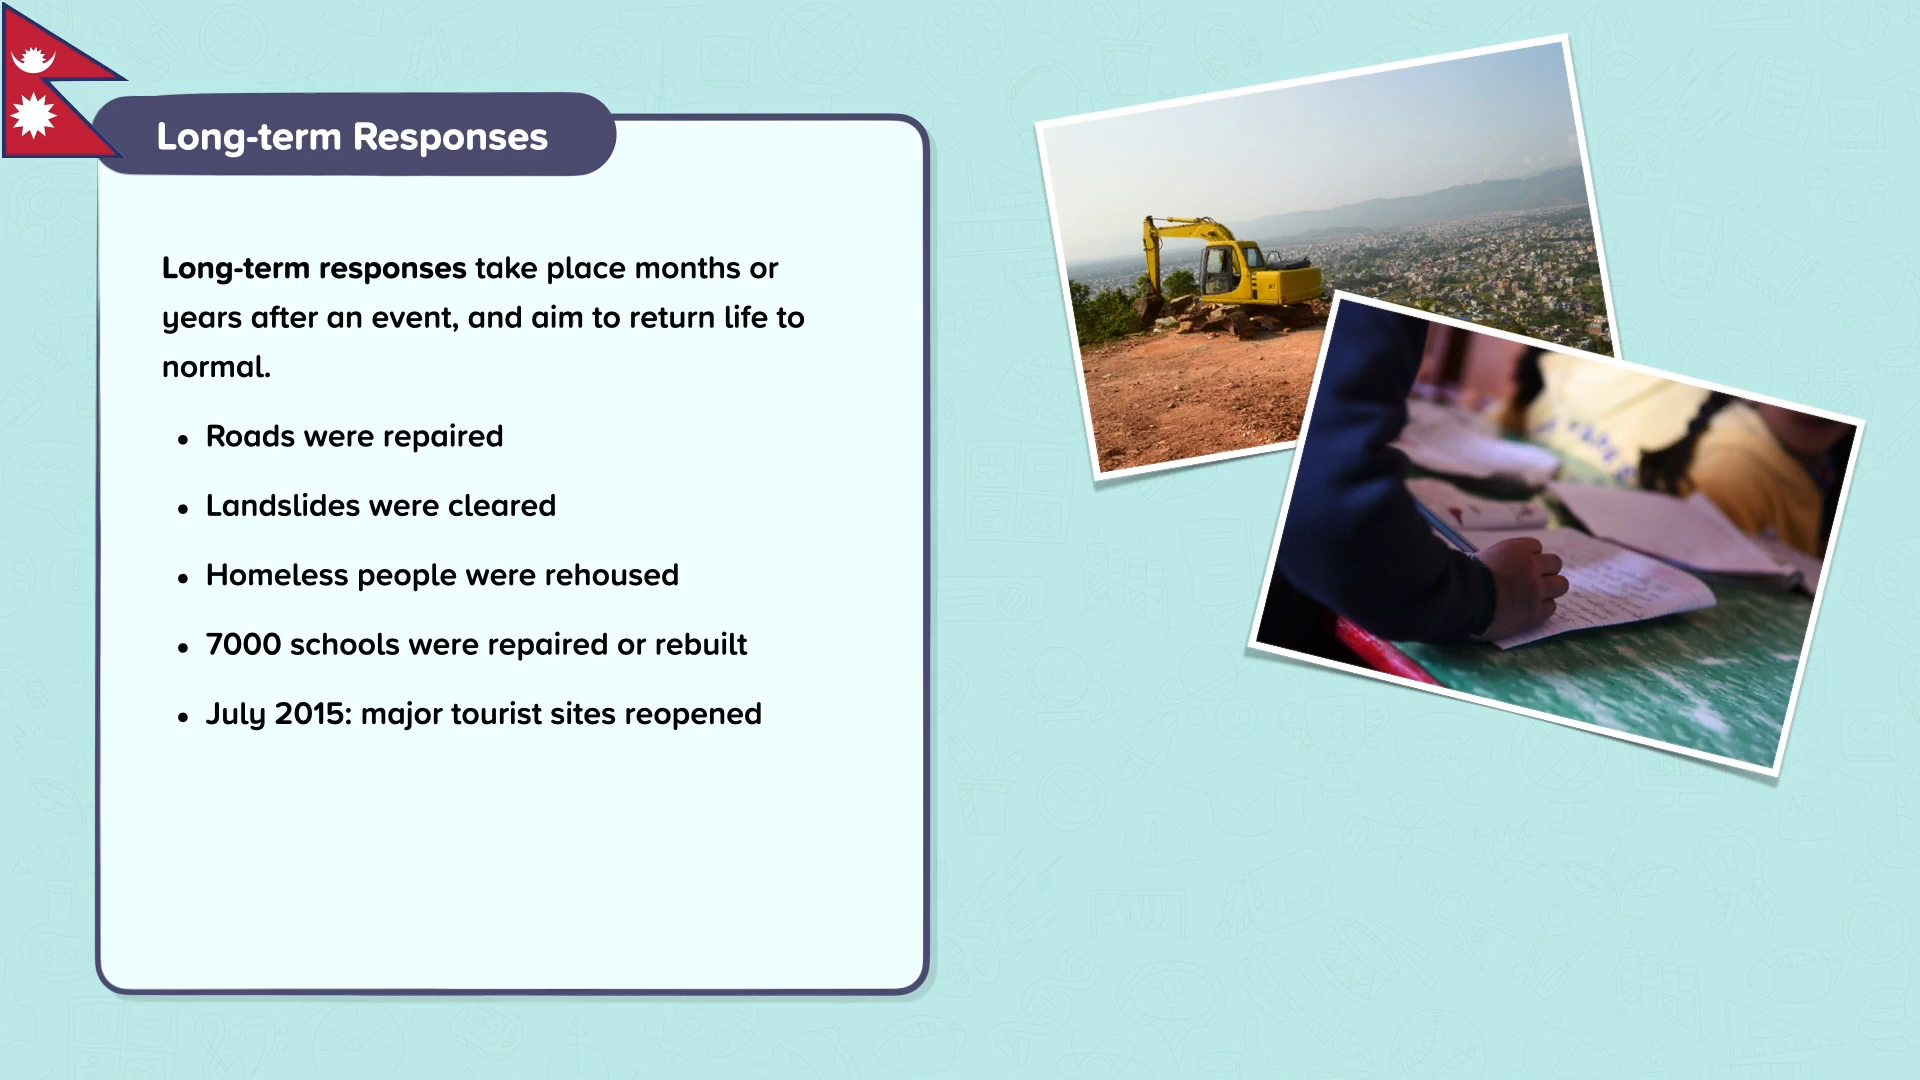 Long-term Responses
Long-term responses take place months or
years after an event, and aim to return life to
normal.
• Roads were repaired
• Landslides were cleared
• Homeless people were rehoused
• 7000 schools were repaired or rebuilt
• July 2015: major tourist sites reopened